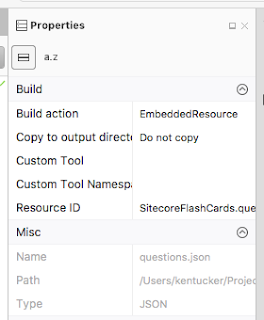 Properties
a.z
Build
Build action EmbeddedResource
Copy to output directo Do not copy
Custom Tool
Custom Tool Namespa
Resource ID SitecoreFlashCards.que
Misc
Name questions.json
Path /Users/kentucker/Projec
Type JSON